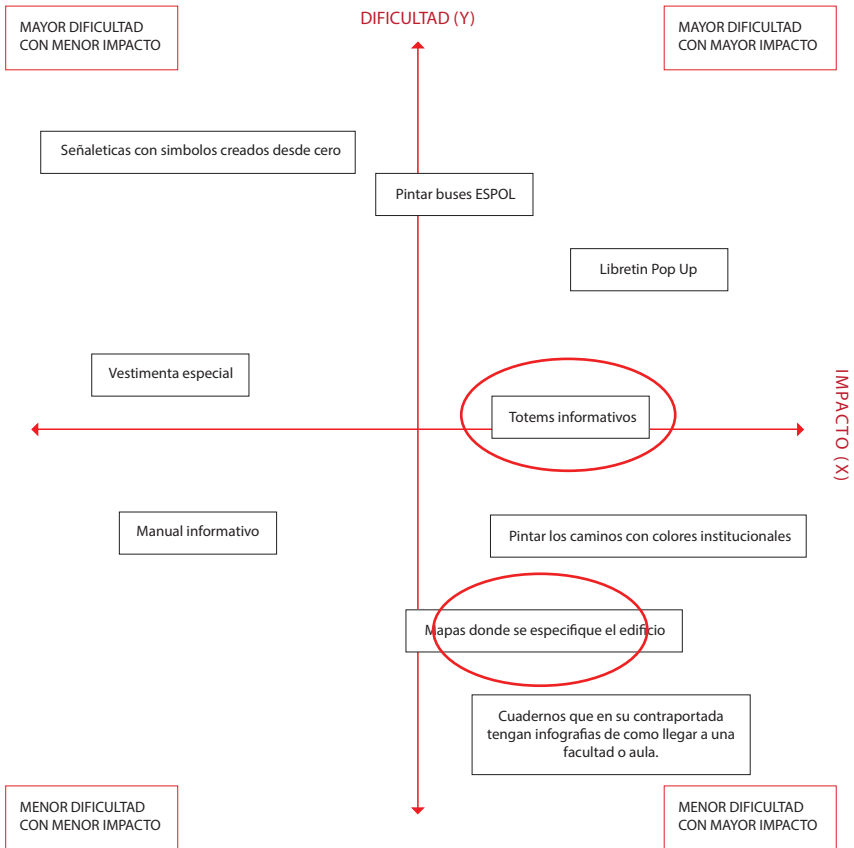 MAYOR DIFICULTAD
CON MENOR IMPACTO
DIFICULTAD (Y)
MAYOR DIFICULTAD
CON MAYOR IMPACTO
Señaleticas con simbolos creados desde cero
Pintar buses ESPOL
Libretin Pop Up
Vestimenta especial
Totems informativos
IMPACTO (X)
Manual informativo
Pintar los caminos con colores institucionales
Mapas donde se especifique el edificio
Cuadernos que en su contraportada
tengan infografias de como llegar a una
facultad o aula.
MENOR DIFICULTAD
CON MENOR IMPACTO
MENOR DIFICULTAD
CON MAYOR IMPACTO